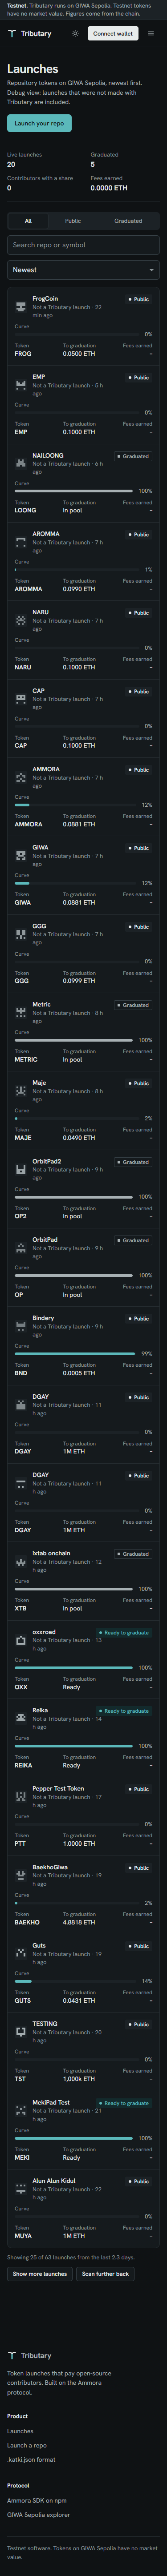 Testnet. Tributary runs on GIWA Sepolia. Testnet tokens
have no market value. Figures come from the chain.
Tributary
Connect wallet
Launches
Repository tokens on GIWA Sepolia, newest first.
Debug view: launches that were not made with
Tributary are included.
Launch your repo
Live launches
Graduated
20
5
Contributors with a share
Fees earned
0
0.0000 ETH
All
Public
Graduated
Search repo or symbol
Newest
FrogCoin
Public
Not a Tributary launch · 22
min ago
Curve
0%
Token
To graduation
Fees earned
FROG
0.0500 ETH
–
EMP
Public
Not a Tributary launch · 5 h
ago
Curve
0%
Token
To graduation
Fees earned
EMP
0.1000 ETH
–
NAILOONG
Graduated
Not a Tributary launch · 6 h
ago
Curve
100%
Token
To graduation
Fees earned
LOONG
In pool
–
AROMMA
Public
Not a Tributary launch · 7 h
ago
Curve
1%
Token
To graduation
Fees earned
AROMMA
0.0990 ETH
–
NARU
Public
Not a Tributary launch · 7 h
ago
Curve
0%
Token
To graduation
Fees earned
NARU
0.1000 ETH
–
CAP
Public
Not a Tributary launch · 7 h
ago
Curve
0%
Token
To graduation
Fees earned
CAP
0.1000 ETH
–
AMMORA
Public
Not a Tributary launch · 7 h
ago
Curve
12%
Token
To graduation
Fees earned
AMMORA
0.0881 ETH
–
GIWA
Public
Not a Tributary launch · 7 h
ago
Curve
12%
Token
To graduation
Fees earned
GIWA
0.0881 ETH
–
GGG
Public
Not a Tributary launch · 7 h
ago
Curve
0%
Token
To graduation
Fees earned
GGG
0.0999 ETH
–
Metric
Graduated
Not a Tributary launch · 8 h
ago
Curve
100%
Token
To graduation
Fees earned
METRIC
In pool
–
Maje
Public
Not a Tributary launch · 8 h
ago
Curve
2%
Token
To graduation
Fees earned
MAJE
0.0490 ETH
–
OrbitPad2
Graduated
Not a Tributary launch · 9 h
ago
Curve
100%
Token
To graduation
Fees earned
OP2
In pool
–
OrbitPad
Graduated
Not a Tributary launch · 9 h
ago
Curve
100%
Token
To graduation
Fees earned
OP
In pool
–
Bindery
Public
Not a Tributary launch · 9 h
ago
Curve
99%
Token
To graduation
Fees earned
BND
0.0005 ETH
–
DGAY
Public
Not a Tributary launch · 11
h ago
Curve
0%
Token
To graduation
Fees earned
DGAY
1M ETH
–
DGAY
Public
Not a Tributary launch · 11
h ago
Curve
0%
Token
To graduation
Fees earned
DGAY
1M ETH
–
ixtab onchain
Graduated
Not a Tributary launch · 12
h ago
Curve
100%
Token
To graduation
Fees earned
XTB
In pool
–
oxxroad
Ready to graduate
Not a Tributary launch · 13
h ago
Curve
100%
Token
To graduation
Fees earned
OXX
Ready
–
Reika
Ready to graduate
Not a Tributary launch · 14
h ago
Curve
100%
Token
To graduation
Fees earned
REIKA
Ready
–
Pepper Test Token
Public
Not a Tributary launch · 17
h ago
Curve
0%
Token
To graduation
Fees earned
PTT
1.0000 ETH
–
BaekhoGiwa
Public
Not a Tributary launch · 19
h ago
Curve
2%
Token
To graduation
Fees earned
BAEKHO
4.8818 ETH
–
Guts
Public
Not a Tributary launch · 19
h ago
Curve
14%
Token
To graduation
Fees earned
GUTS
0.0431 ETH
–
TESTING
Public
Not a Tributary launch · 20
h ago
Curve
0%
Token
To graduation
Fees earned
TST
1,000k ETH
–
MekiPad Test
Ready to graduate
Not a Tributary launch · 21
h ago
Curve
100%
Token
To graduation
Fees earned
MEKI
Ready
–
Alun Alun Kidul
Public
Not a Tributary launch · 22
h ago
Curve
0%
Token
To graduation
Fees earned
MUYA
1M ETH
–
Showing 25 of 63 launches from the last 2.3 days.
Show more launches
Scan further back
Tributary
Token launches that pay open-source
contributors. Built on the Ammora
protocol.
Product
Launches
Launch a repo
.katki.json format
Protocol
Ammora SDK on npm
GIWA Sepolia explorer
Testnet software. Tokens on GIWA Sepolia have no market
value.